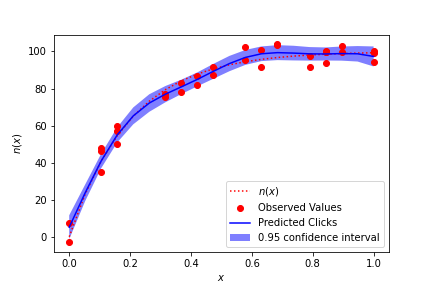 n(x)
100
80
60
40
20
0
0.0 0.2 0.4 0.6 0.8 1.0
x
n(x)
Observed Values
Predicted Clicks
0.95 confidence interval